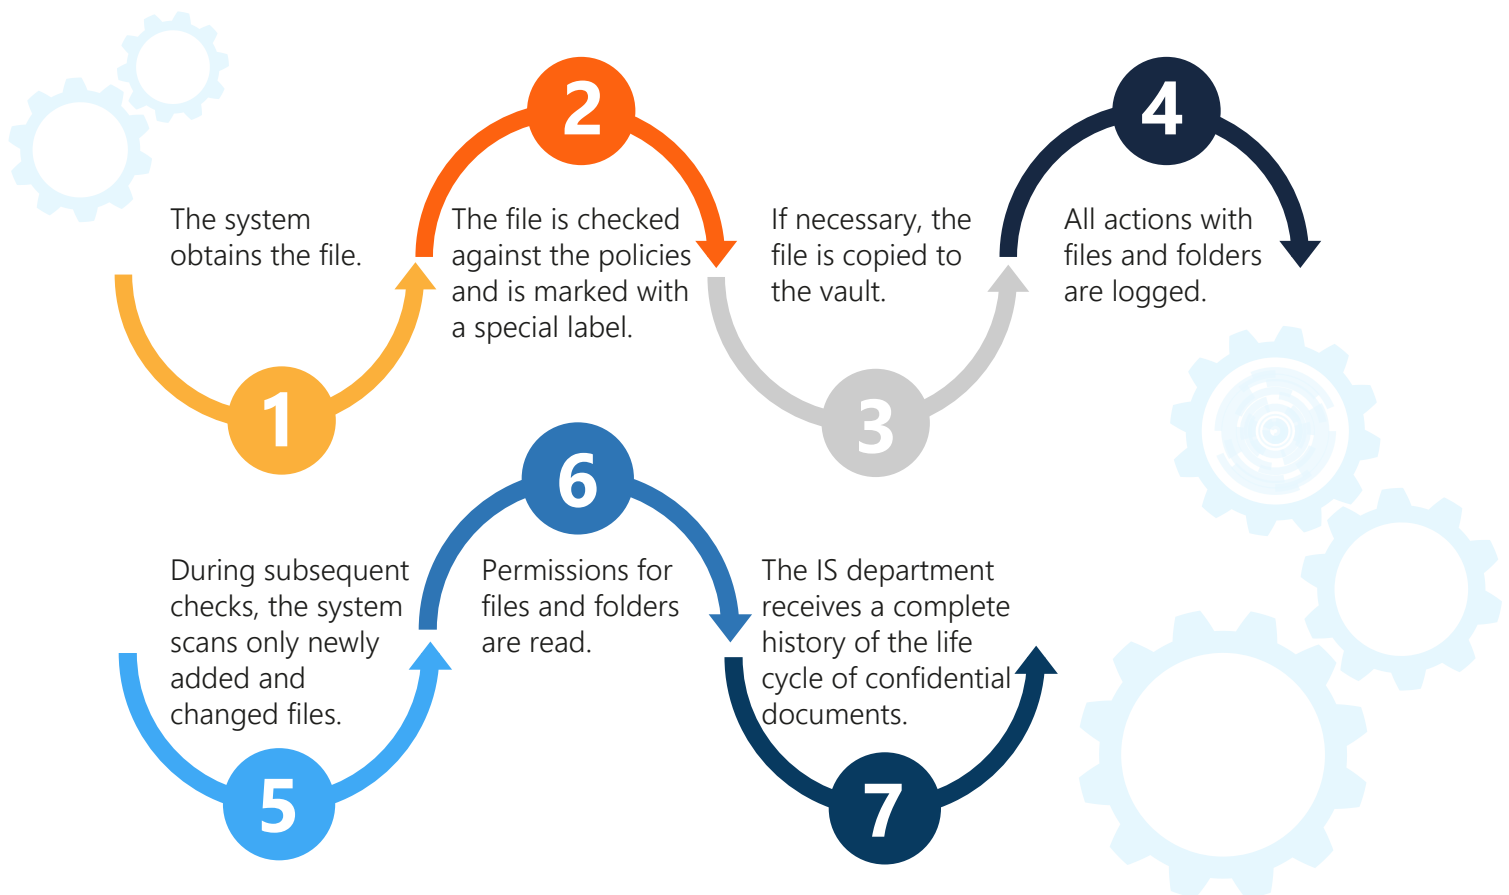 1
The system
obtains the file.
2
The file is checked
against the policies
and is marked with
a special label.
3
If necessary, the
file is copied to
the vault.
4
All actions with
files and folders
are logged.
5
During subsequent
checks, the system
scans only newly
added and
changed files.
6
Permissions for
files and folders
are read.
7
The IS department
receives a complete
history of the life
cycle of confidential
documents.